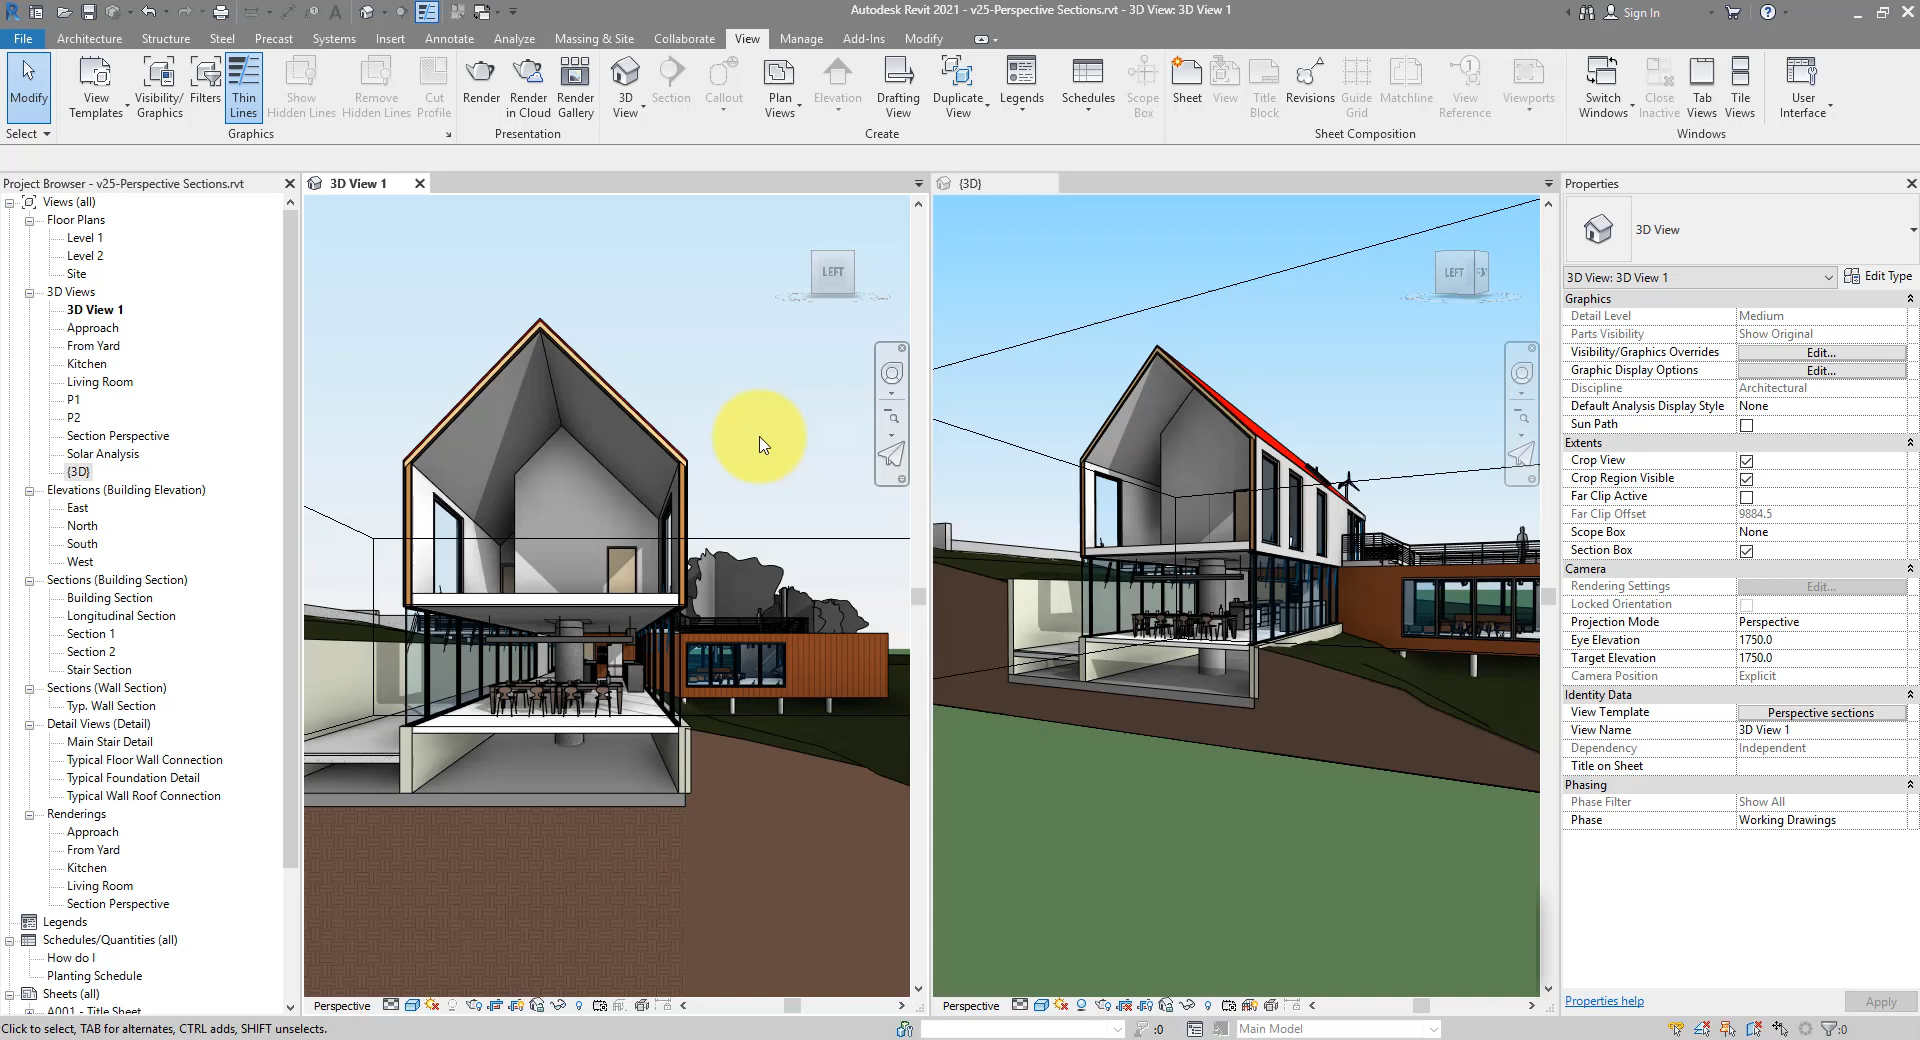 Autodesk Revit 2021 - v25-Perspective Sections.rvt - 3D View: 3D View 1
Sign In
File
Architecture
Structure
Steel
Precast
Systems
Insert
Annotate
Analyze
Massing & Site
Collaborate
View
Manage
Add-Ins
Modify
Modify
View
Templates
Visibility/
Graphics
Filters
Thin
Lines
Show
Hidden Lines
Remove
Hidden Lines
Cut
Profile
Render
Render
in Cloud
Render
Gallery
3D
View
Section
Callout
Plan
Views
Elevation
Drafting
View
Duplicate
View
Legends
Schedules
Scope
Box
Sheet
View
Title
Block
Revisions
Guide
Grid
Matchline
View
Reference
Viewports
Switch
Windows
Close
Inactive
Tab
Views
Tile
Views
User
Interface
Select
Graphics
Presentation
Create
Sheet Composition
Windows
Project Browser - v25-Perspective Sections.rvt
Views (all)
Floor Plans
Level 1
Level 2
Site
3D Views
3D View 1
Approach
From Yard
Kitchen
Living Room
P1
P2
Section Perspective
Solar Analysis
{3D}
Elevations (Building Elevation)
East
North
South
West
Sections (Building Section)
Building Section
Longitudinal Section
Section 1
Section 2
Stair Section
Sections (Wall Section)
Typ. Wall Section
Detail Views (Detail)
Main Stair Detail
Typical Floor Wall Connection
Typical Foundation Detail
Typical Wall Roof Connection
Renderings
Approach
From Yard
Kitchen
Living Room
Section Perspective
Legends
Schedules/Quantities (all)
How do I
Planting Schedule
Sheets (all)
A001 - Title Sheet
3D View 1
LEFT
Perspective
{3D}
LEFT
Perspective
Properties
3D View
3D View: 3D View 1
Edit Type
Graphics
Detail Level Medium
Parts Visibility Show Original
Visibility/Graphics Overrides Edit...
Graphic Display Options Edit...
Discipline Architectural
Default Analysis Display Style None
Sun Path
Extents
Crop View
Crop Region Visible
Far Clip Active
Far Clip Offset 9884.5
Scope Box None
Section Box
Camera
Rendering Settings Edit...
Locked Orientation
Projection Mode Perspective
Eye Elevation 1750.0
Target Elevation 1750.0
Camera Position Explicit
Identity Data
View Template Perspective sections
View Name 3D View 1
Dependency Independent
Title on Sheet
Phasing
Phase Filter Show All
Phase Working Drawings
Properties help
Apply
Click to select, TAB for alternates, CTRL adds, SHIFT unselects.
:0
Main Model
:0